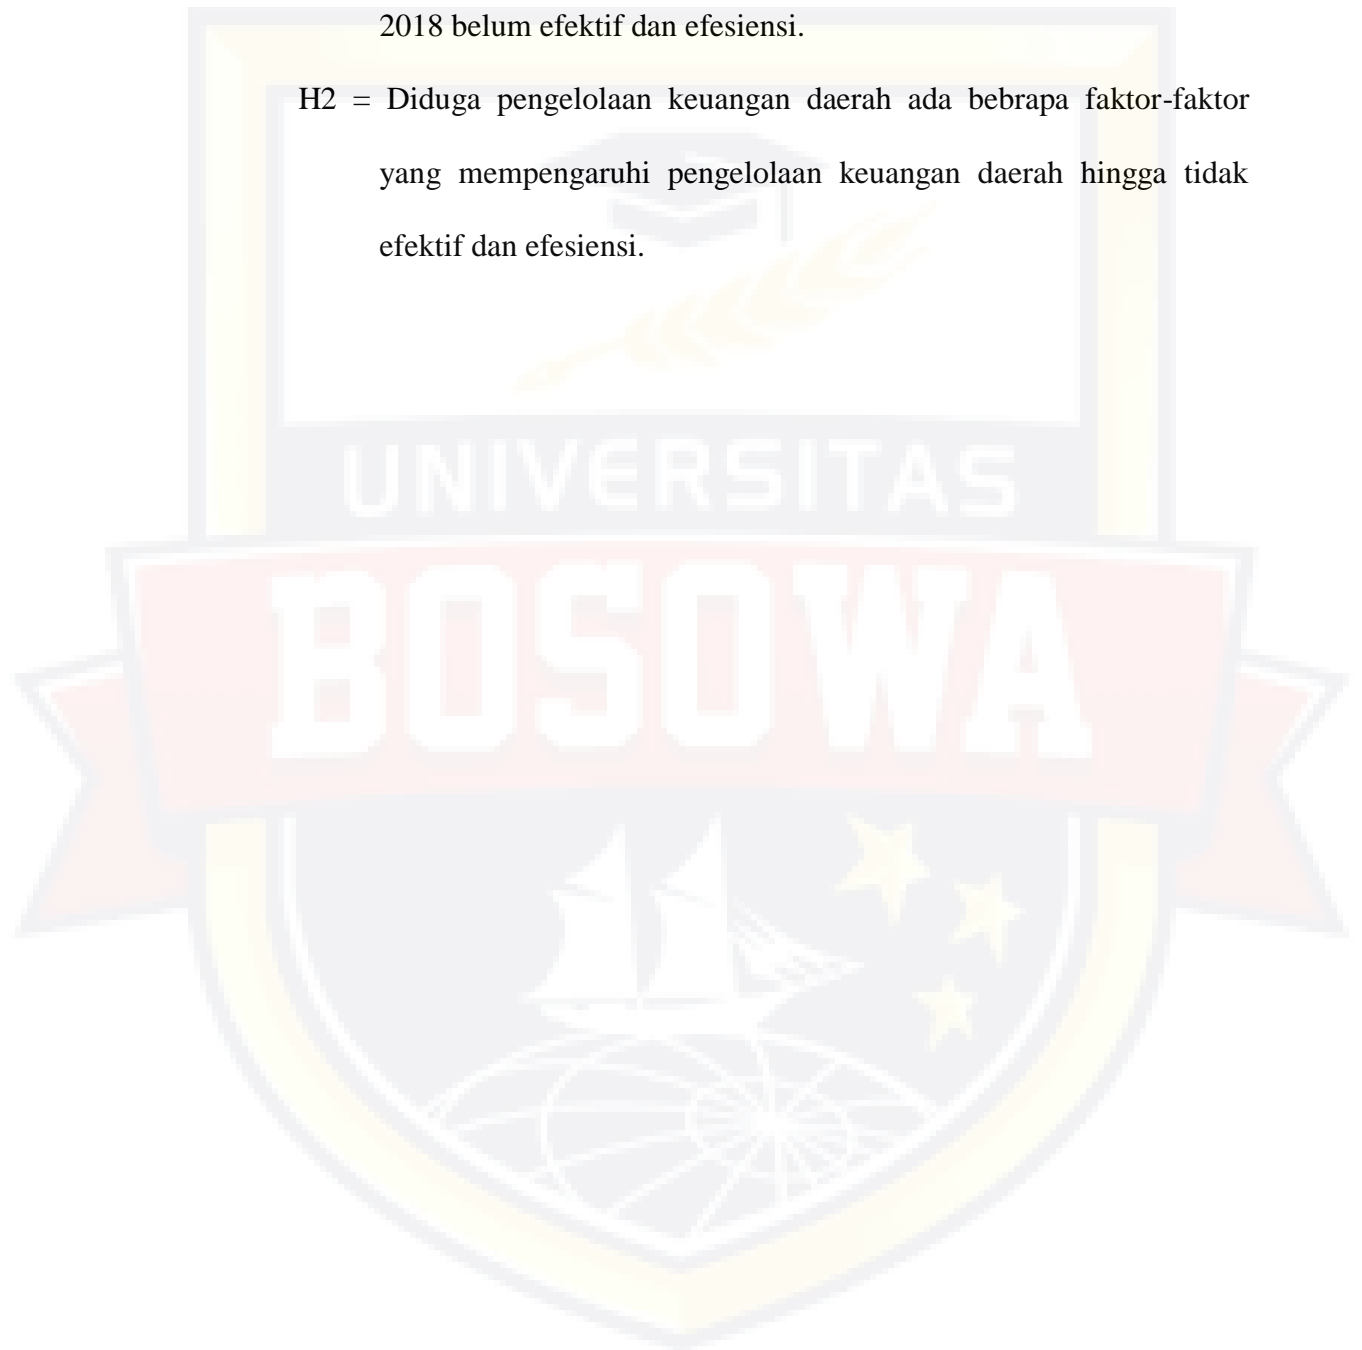 2018 belum efektif dan efesiensi.
H2 = Diduga pengelolaan keuangan daerah ada bebrapa faktor-faktor
yang mempengaruhi pengelolaan keuangan daerah hingga tidak
efektif dan efesiensi.
UNIVERSITAS
BOSOWA